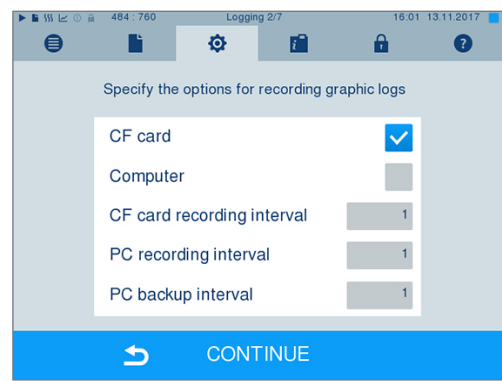 484 : 760 Logging 2/7 16:01 13.11.2017
Specify the options for recording graphic logs
CF card
Computer
CF card recording interval 1
PC recording interval 1
PC backup interval 1
CONTINUE